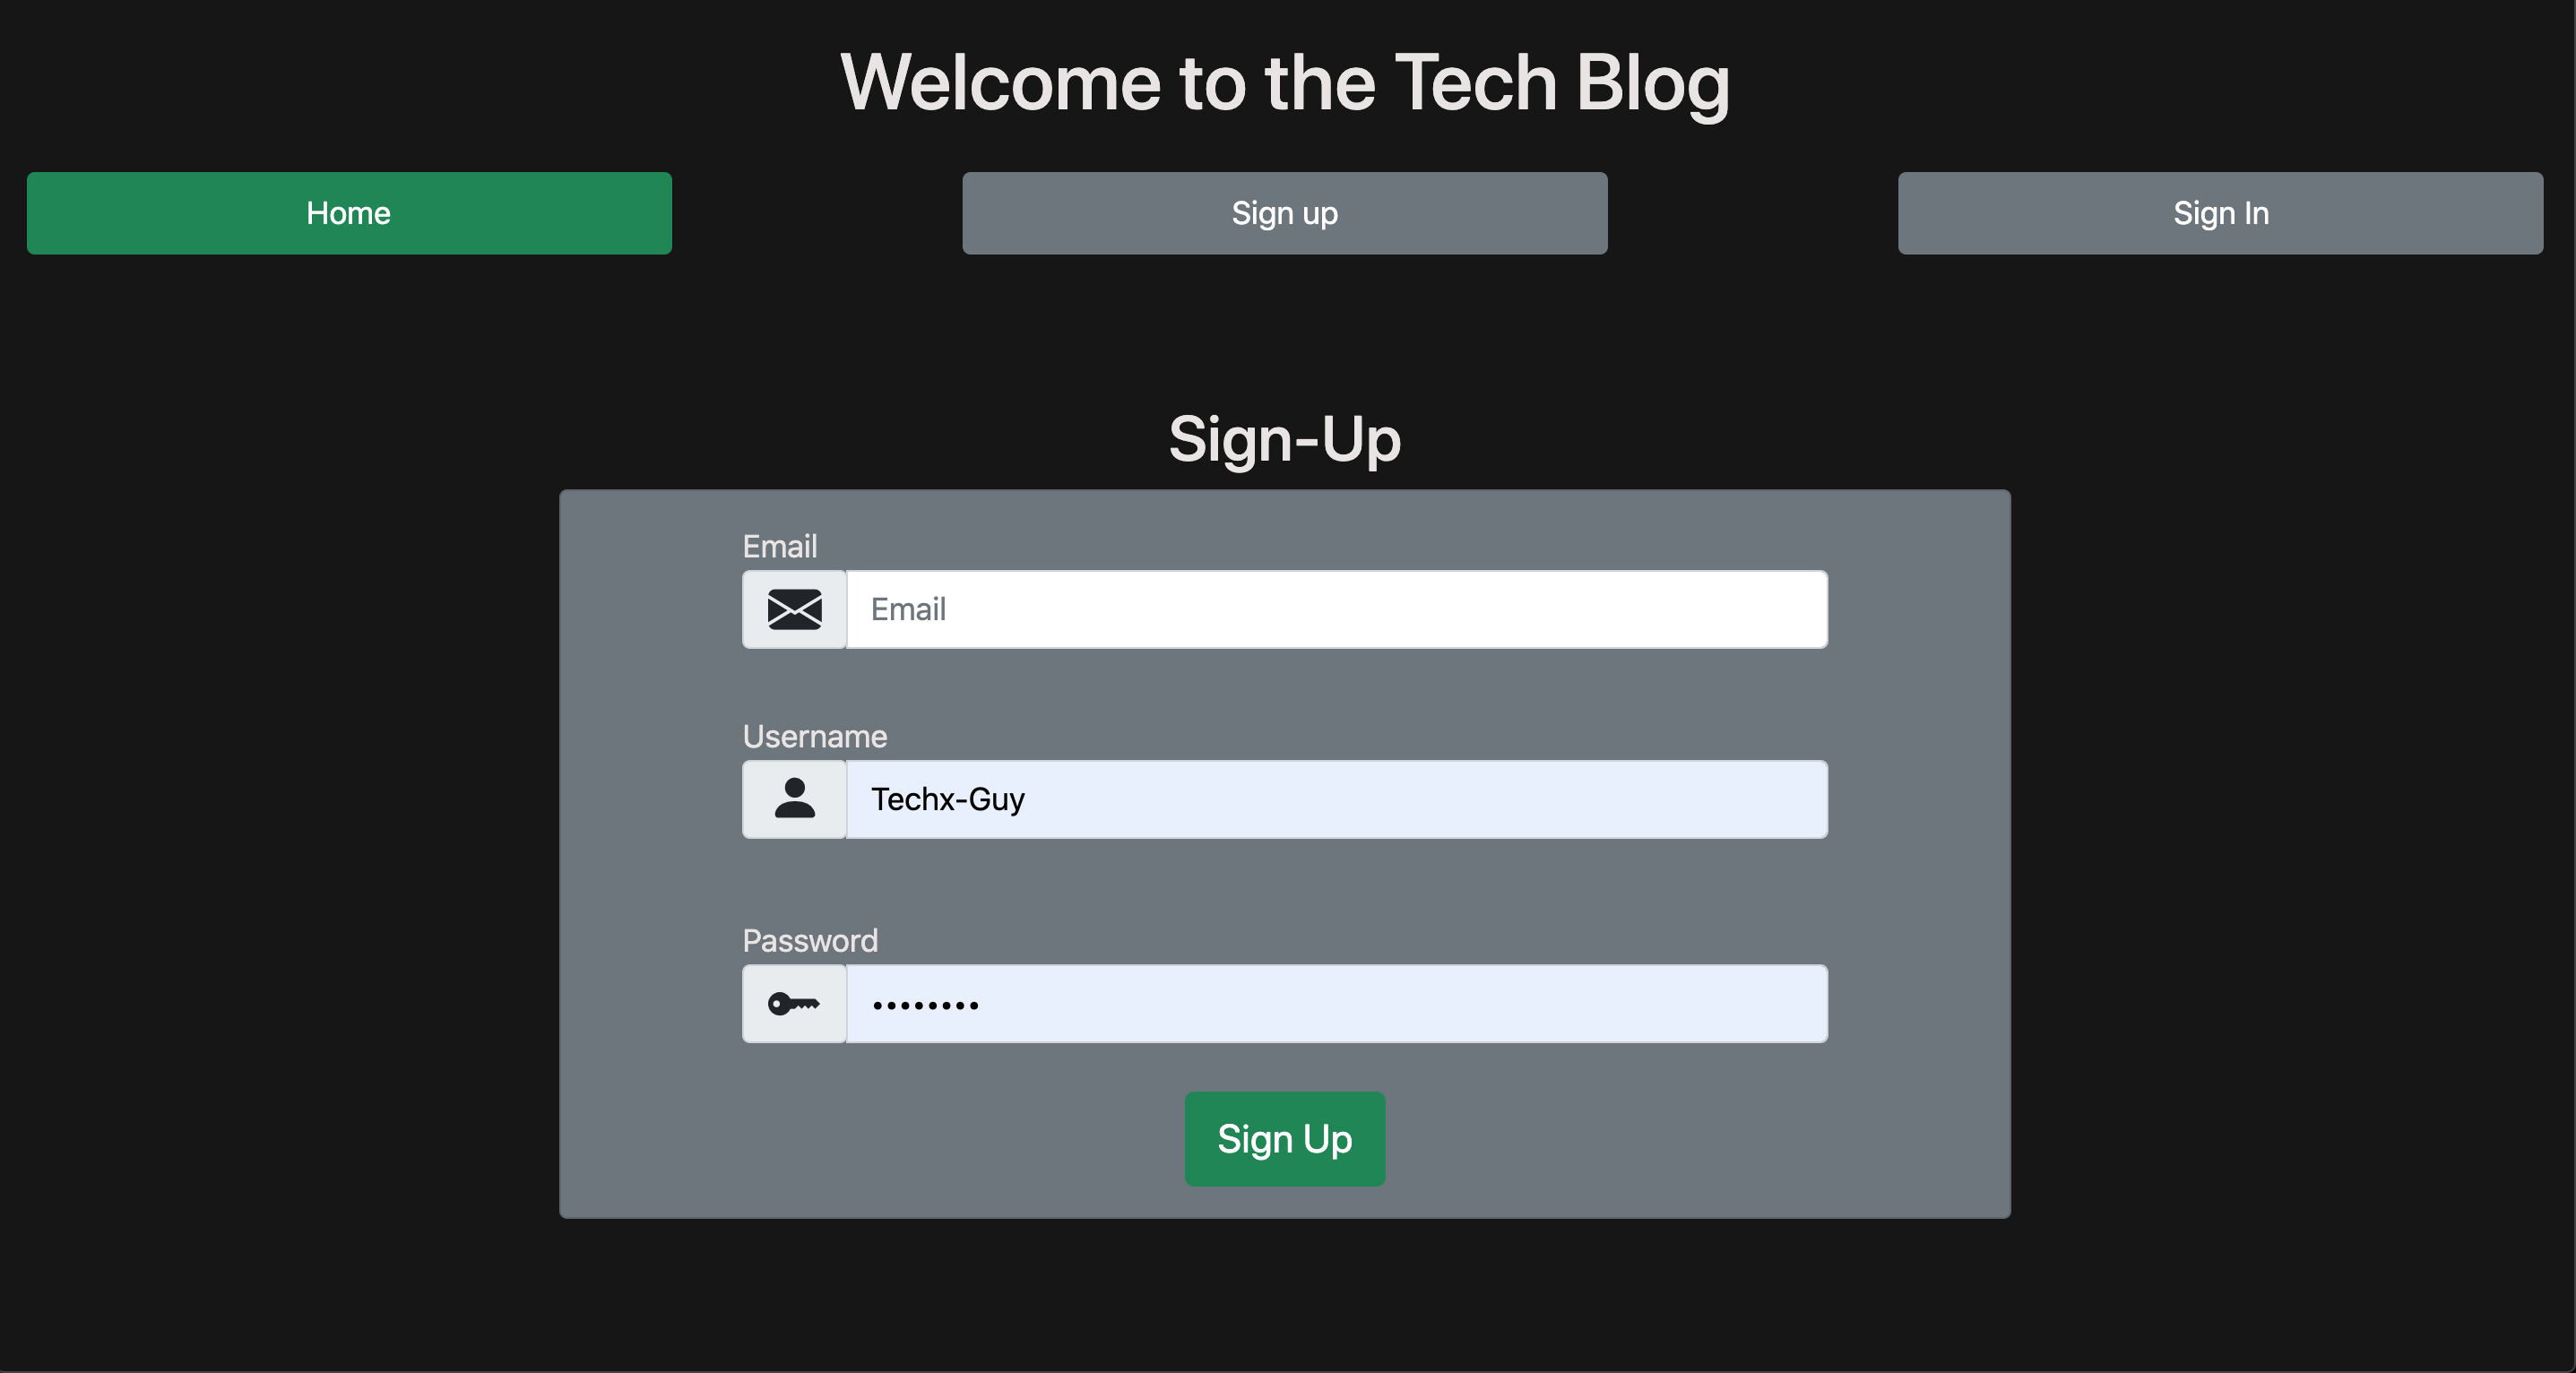 Welcome to the Tech Blog
Home
Sign up
Sign In
Sign-Up
Email
Email
Username
Techx-Guy
Password
••••••••
Sign Up